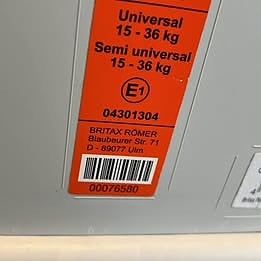 Universal
15 - 36 kg
Semi universal
15 - 36 kg
E1
04301304
BRITAX RÖMER
Blaubeurer Str. 71
D - 89077 Ulm
00076580